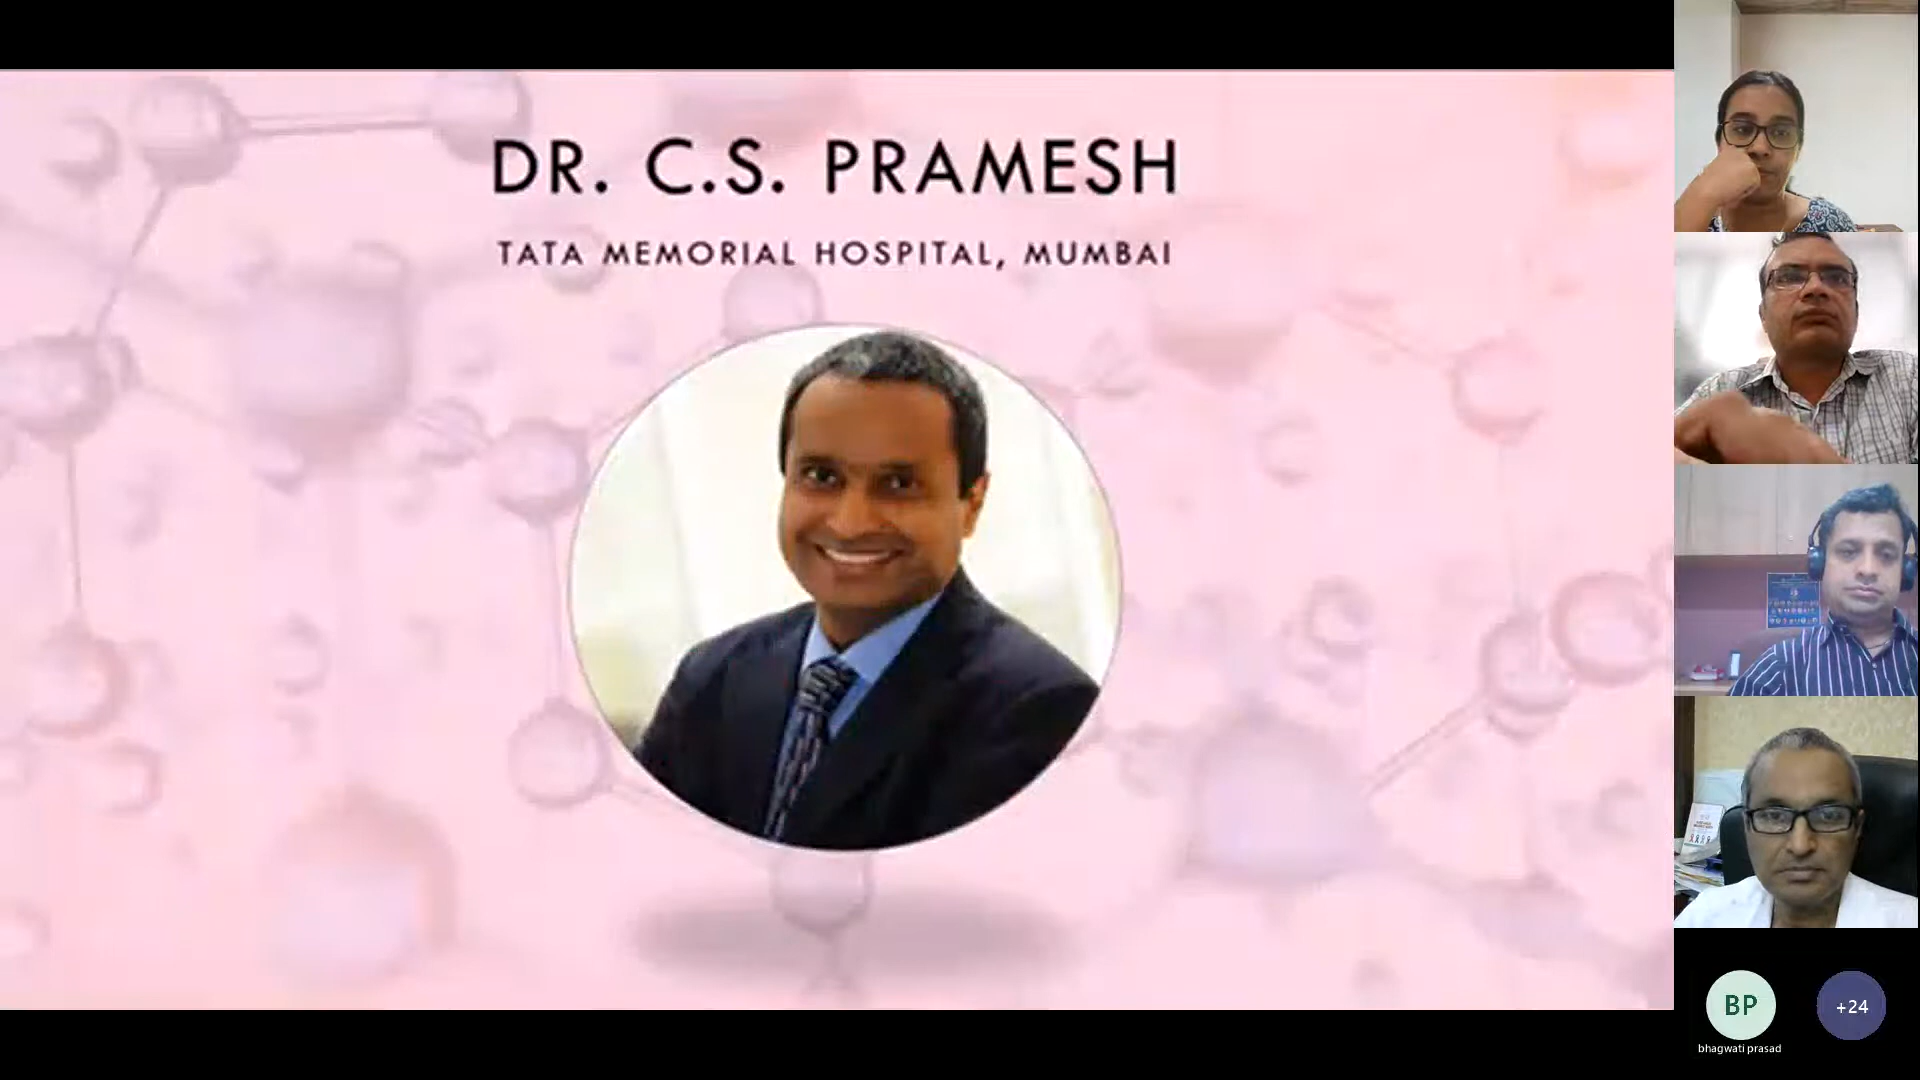 DR. C.S. PRAMESH
TATA MEMORIAL HOSPITAL, MUMBAI
BP
+24
bhagwati prasad